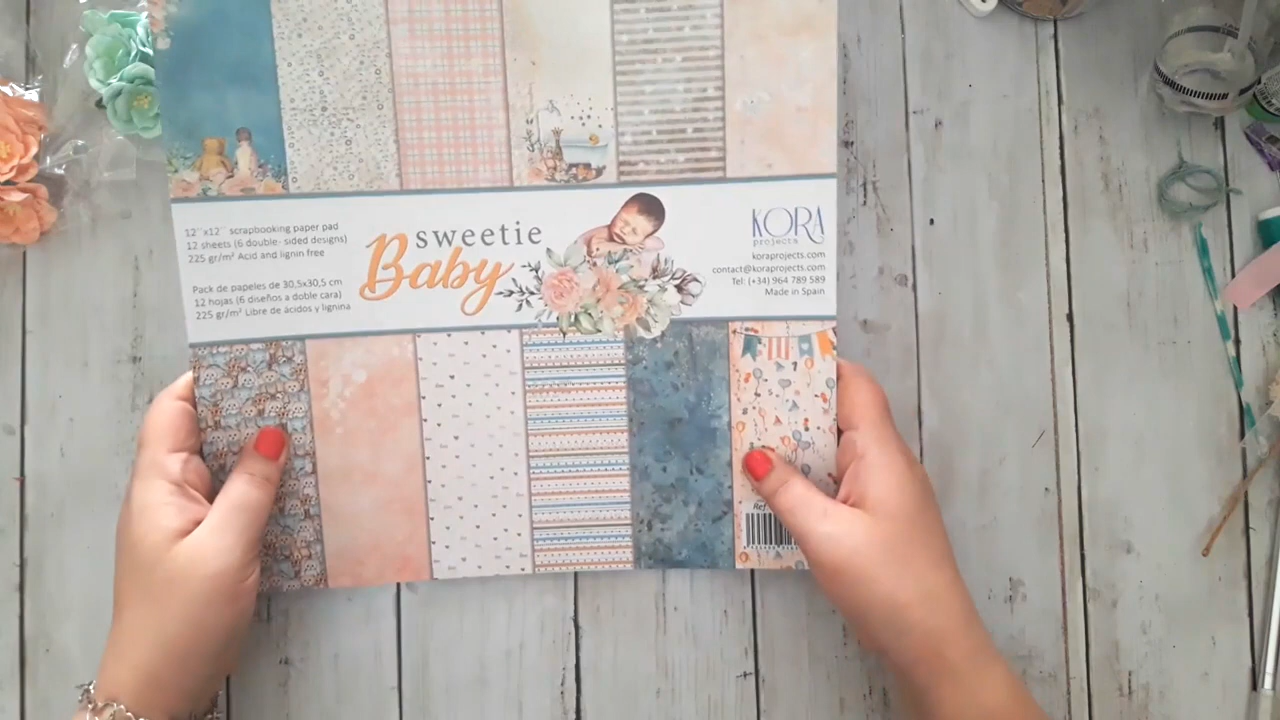 12´´x12´´ scrapbooking paper pad
12 sheets (6 double- sided designs)
225 gr/m² Acid and lignin free
Pack de papeles de 30,5x30,5 cm
12 hojas (6 diseños a doble cara)
225 gr/m² Libre de ácidos y lignina
sweetie
Baby
KORA
projects
koraprojects.com
contact@koraprojects.com
Tel: (+34) 964 789 589
Made in Spain
Ref